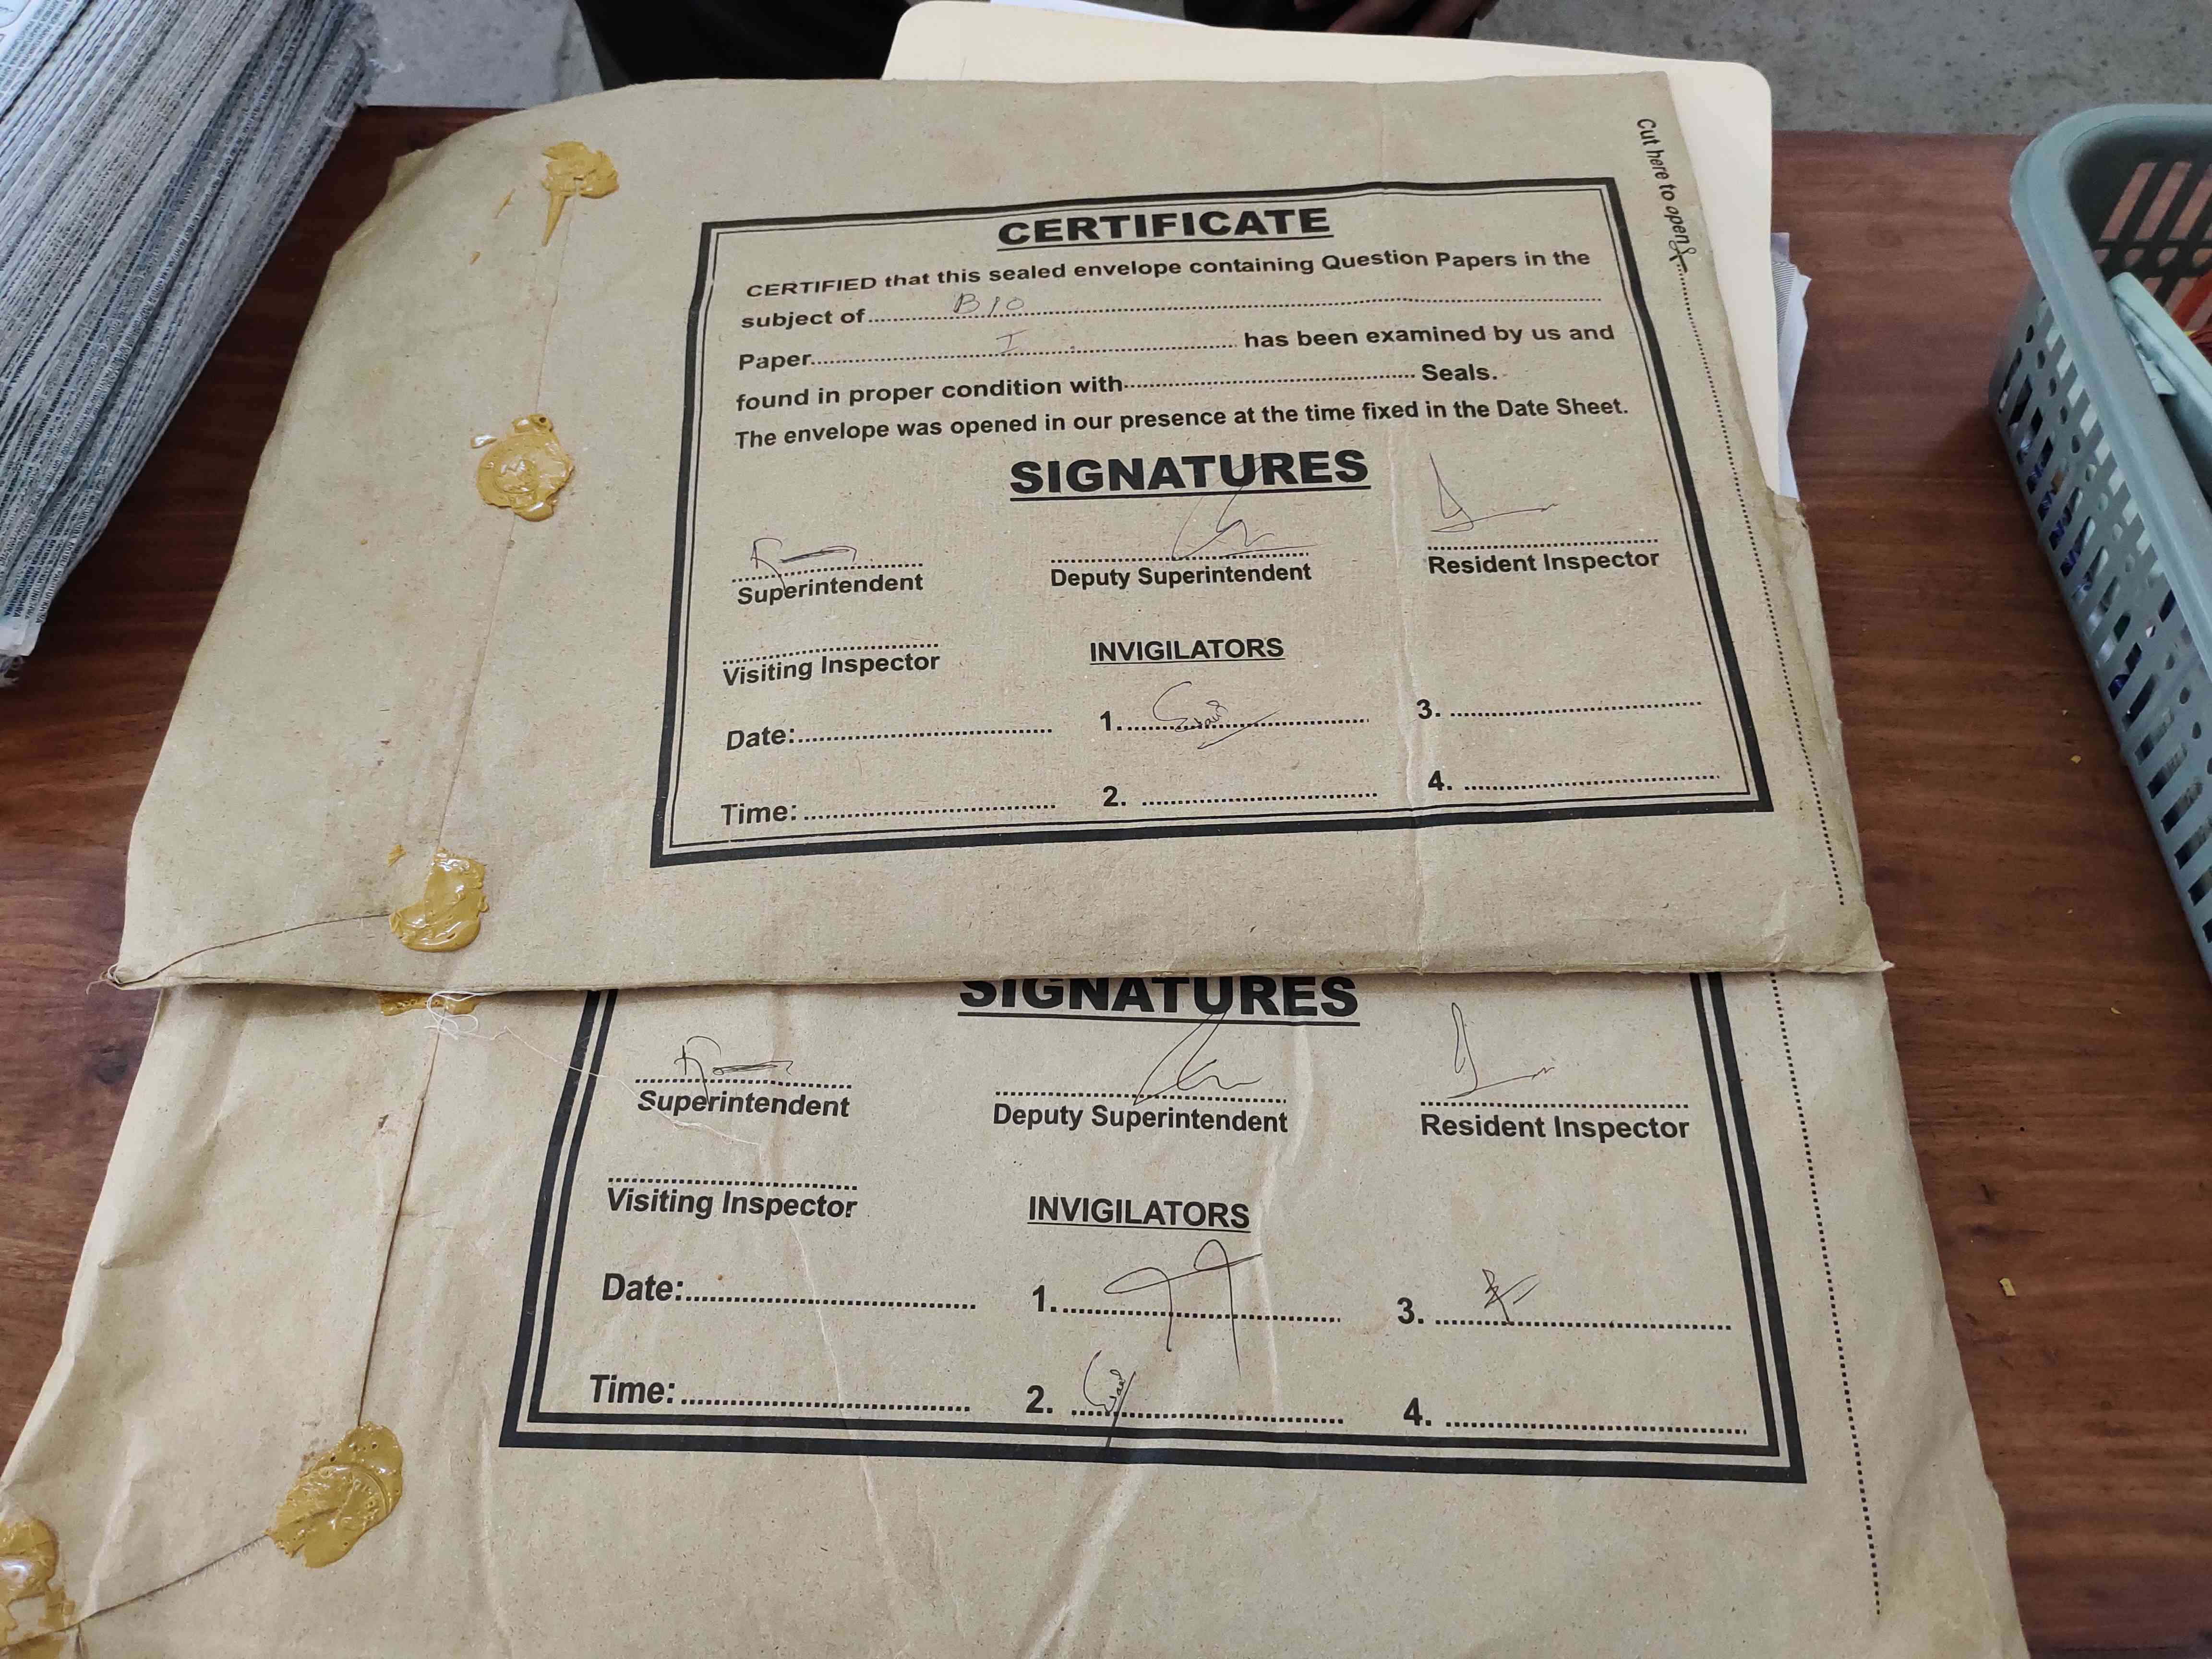 Cut here to open
CERTIFICATE
CERTIFIED that this sealed envelope containing Question Papers in the
subject of.......... BIO ..........
Paper.......... I .......... has been examined by us and
found in proper condition with.......... Seals.
The envelope was opened in our presence at the time fixed in the Date Sheet.
SIGNATURES
Superintendent Deputy Superintendent Resident Inspector
Visiting Inspector INVIGILATORS
Date:.......... 1. .......... 3. ..........
Time:.......... 2. .......... 4. ..........
SIGNATURES
Superintendent Deputy Superintendent Resident Inspector
Visiting Inspector INVIGILATORS
Date:.......... 1. .......... 3. ..........
Time:.......... 2. .......... 4. ..........